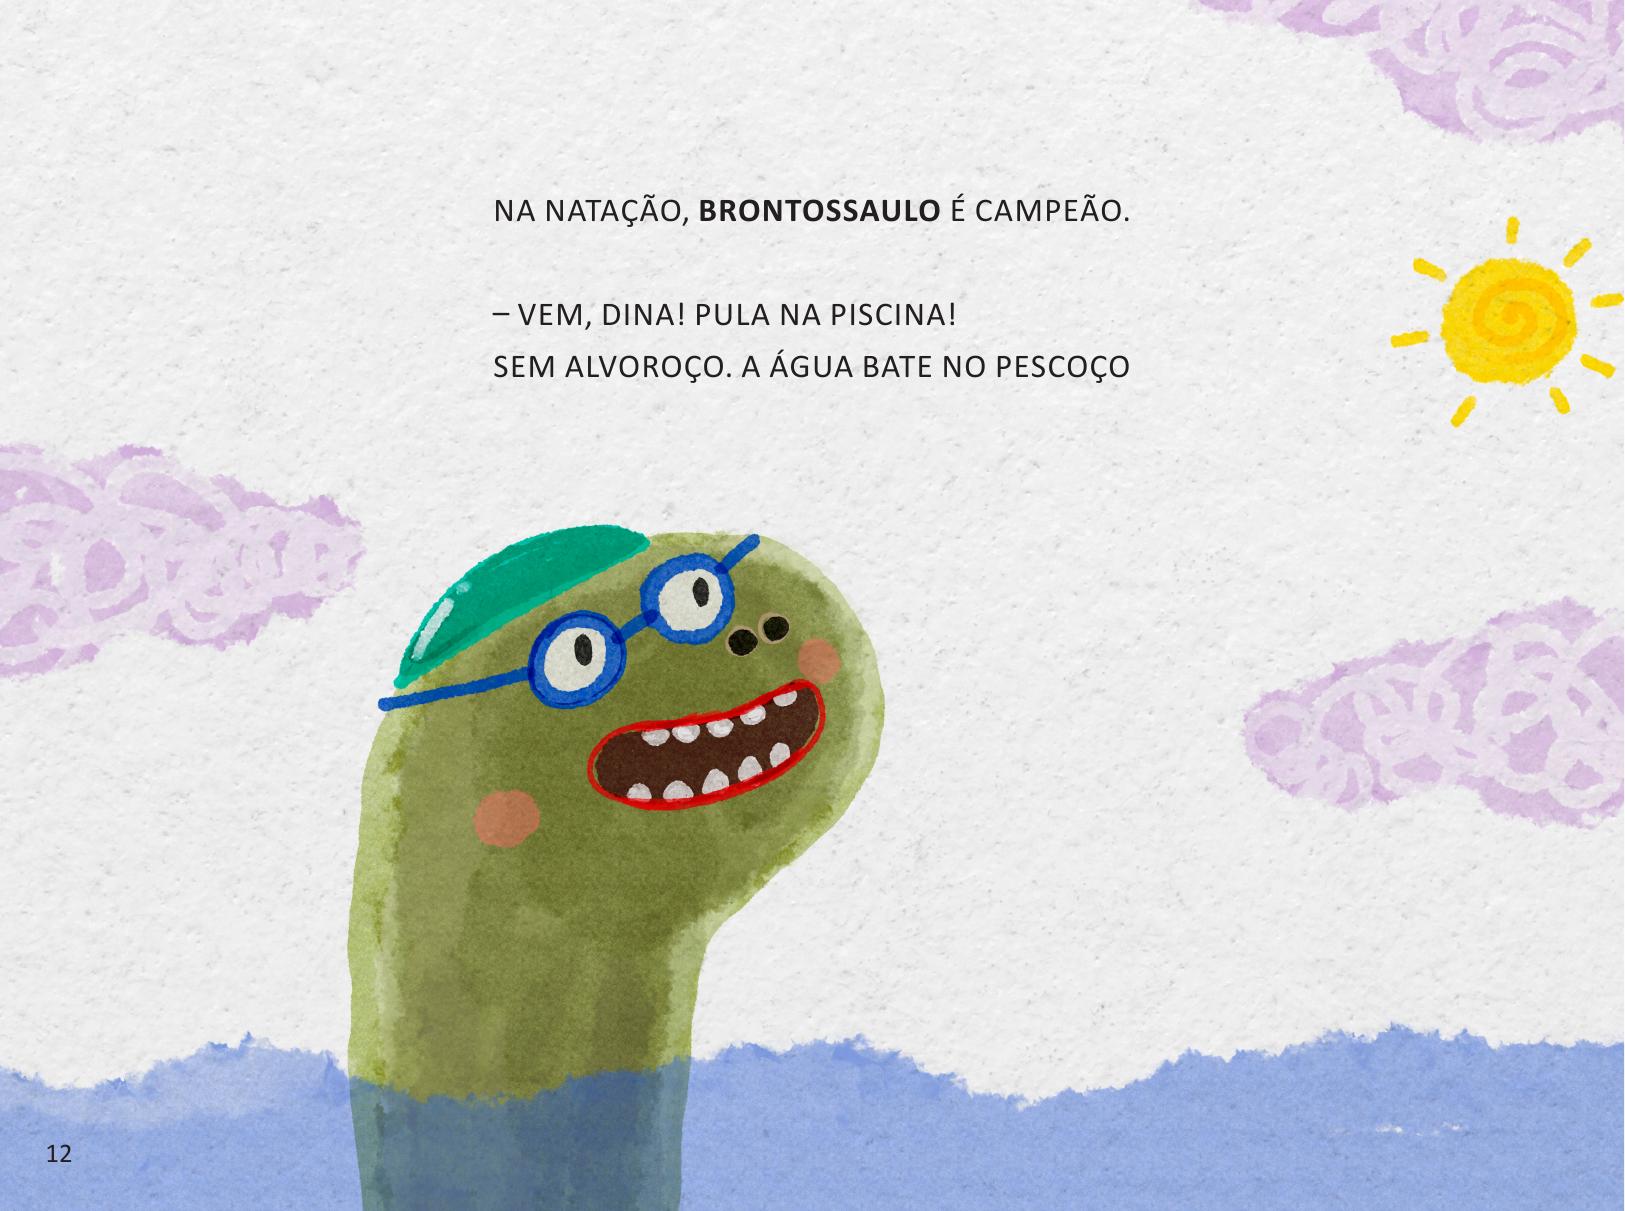 NA NATAÇÃO, BRONTOSSAULO É CAMPEÃO.
– VEM, DINA! PULA NA PISCINA!
SEM ALVOROÇO. A ÁGUA BATE NO PESCOÇO
12